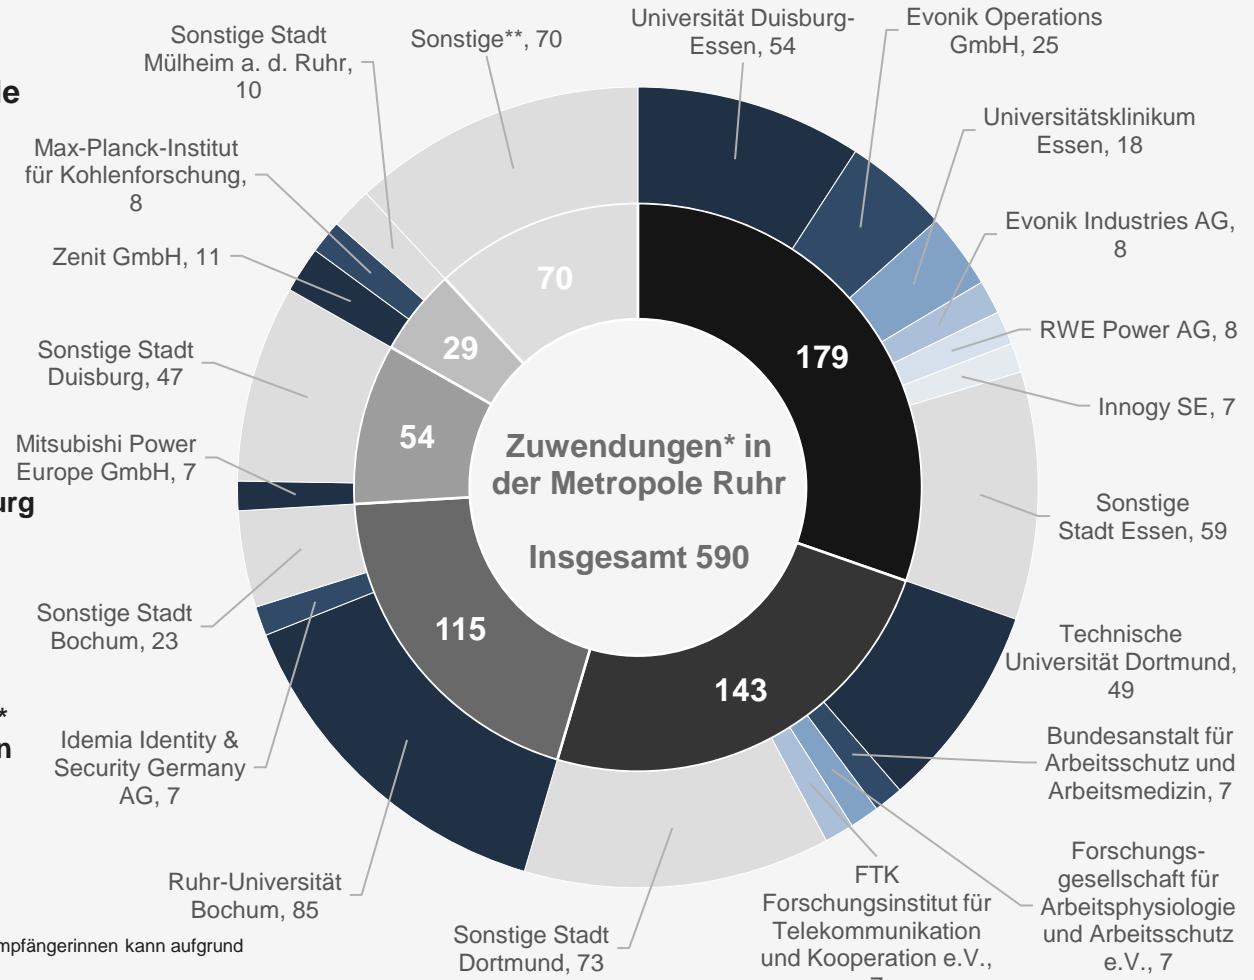 Universität Duisburg-
Essen, 54
Evonik Operations
GmbH, 25
Universitätsklinikum
Essen, 18
Evonik Industries AG,
8
RWE Power AG, 8
Innogy SE, 7
Sonstige
Stadt Essen, 59
Technische
Universität Dortmund,
49
Bundesanstalt für
Arbeitsschutz und
Arbeitsmedizin, 7
Forschungs-
gesellschaft für
Arbeitsphysiologie
und Arbeitsschutz
e.V., 7
FTK
Forschungsinstitut für
Telekommunikation
und Kooperation e.V.,
Sonstige Stadt
Dortmund, 73
Ruhr-Universität
Bochum, 85
Idemia Identity &
Security Germany
AG, 7
Sonstige Stadt
Bochum, 23
Mitsubishi Power
Europe GmbH, 7
Sonstige Stadt
Duisburg, 47
Zenit GmbH, 11
Max-Planck-Institut
für Kohlenforschung,
8
Sonstige Stadt
Mülheim a. d. Ruhr,
10
Sonstige**, 70
179
143
115
54
29
70
Zuwendungen* in
der Metropole Ruhr
Insgesamt 590
le
urg
*
n
mpfängerinnen kann aufgrund